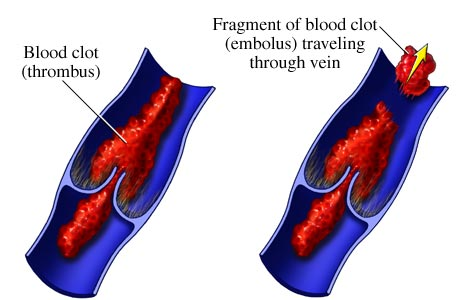 Blood clot
(thrombus)
Fragment of blood clot
(embolus) traveling
through vein